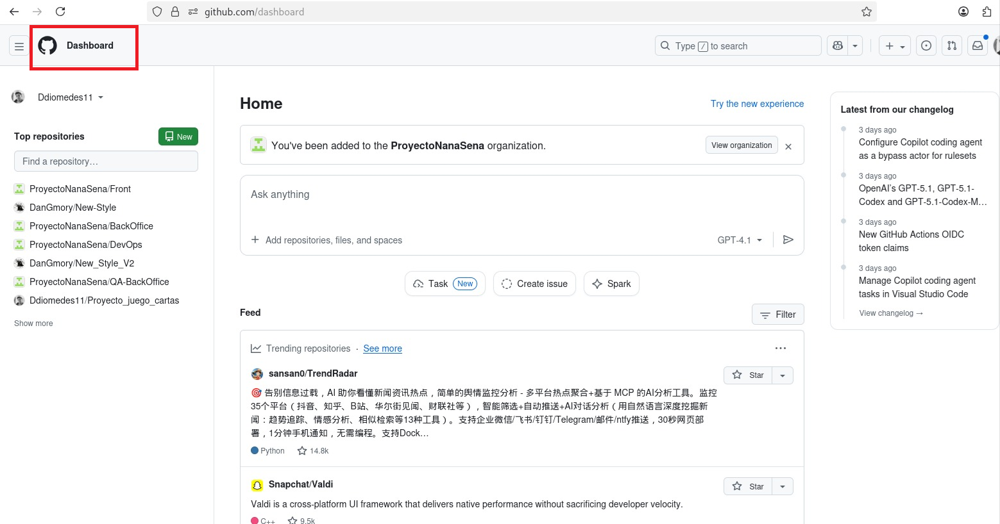 github.com/dashboard
Dashboard
Type / to search
Ddiomedes11
Top repositories
New
Find a repository…
ProyectoNanaSena/Front
DanGmory/New-Style
ProyectoNanaSena/BackOffice
ProyectoNanaSena/DevOps
DanGmory/New_Style_V2
ProyectoNanaSena/QA-BackOffice
Ddiomedes11/Proyecto_juego_cartas
Show more
Home
Try the new experience
You've been added to the ProyectoNanaSena organization.
View organization
Ask anything
Add repositories, files, and spaces
GPT-4.1
Task New
Create issue
Spark
Feed
Filter
Trending repositories · See more
sansan0/TrendRadar
Star
🎯 告别信息过载，AI 助你看懂新闻资讯热点，简单的舆情监控分析 - 多平台热点聚合+基于 MCP 的AI分析工具。监控
35个平台（抖音、知乎、B站、华尔街见闻、财联社等），智能筛选+自动推送+AI对话分析（用自然语言深度挖掘新
闻：趋势追踪、情感分析、相似检索等13种工具）。支持企业微信/飞书/钉钉/Telegram/邮件/ntfy推送，30秒网页部
署，1分钟手机通知，无需编程。支持Dock…
Python 14.8k
Snapchat/Valdi
Star
Valdi is a cross-platform UI framework that delivers native performance without sacrificing developer velocity.
C++ 9.5k
Latest from our changelog
3 days ago
Configure Copilot coding agent
as a bypass actor for rulesets
3 days ago
OpenAI's GPT-5.1, GPT-5.1-
Codex and GPT-5.1-Codex-M…
3 days ago
New GitHub Actions OIDC
token claims
3 days ago
Manage Copilot coding agent
tasks in Visual Studio Code
View changelog →